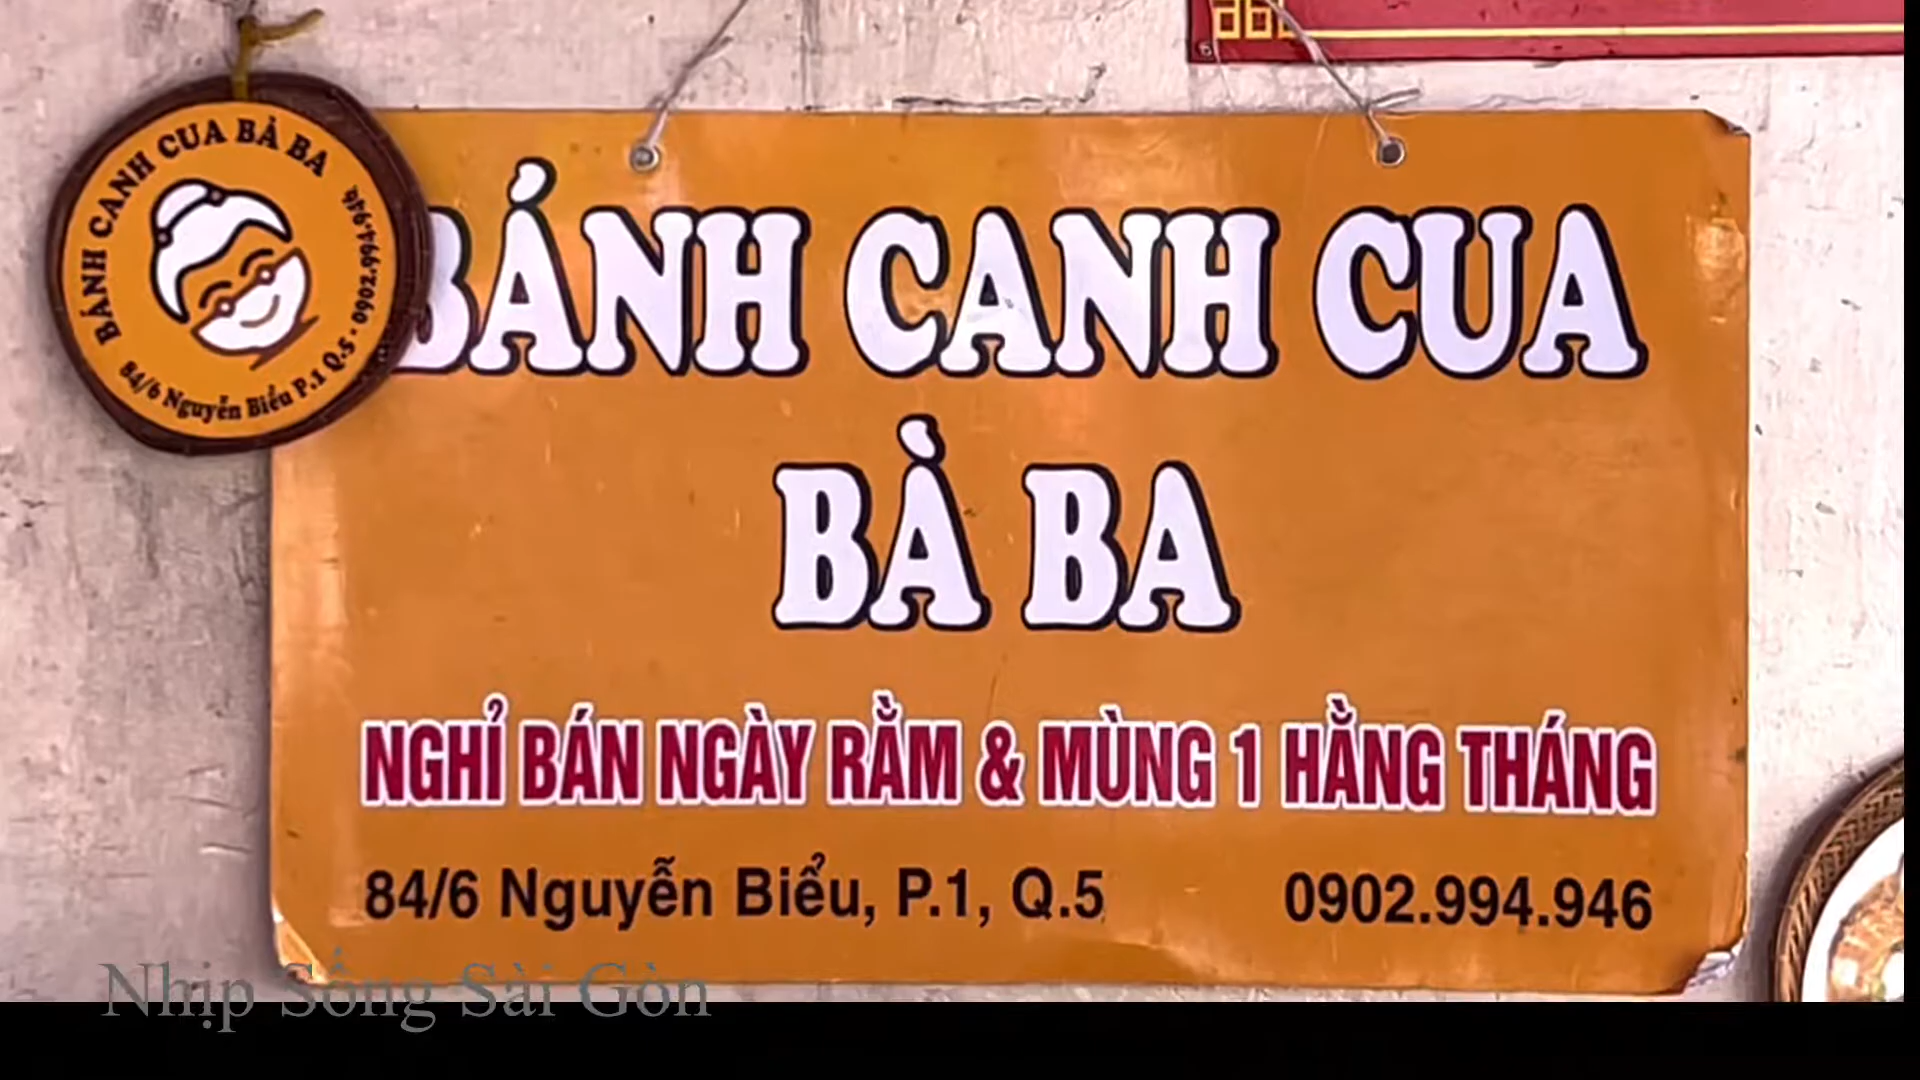 BÁNH CANH CUA BÀ BA
84/6 Nguyễn Biểu P.1 Q.5 • 0902.994.946
BÁNH CANH CUA
BÀ BA
NGHỈ BÁN NGÀY RẰM & MÙNG 1 HẰNG THÁNG
84/6 Nguyễn Biểu, P.1, Q.5 0902.994.946
Nhịp Sống Sài Gòn